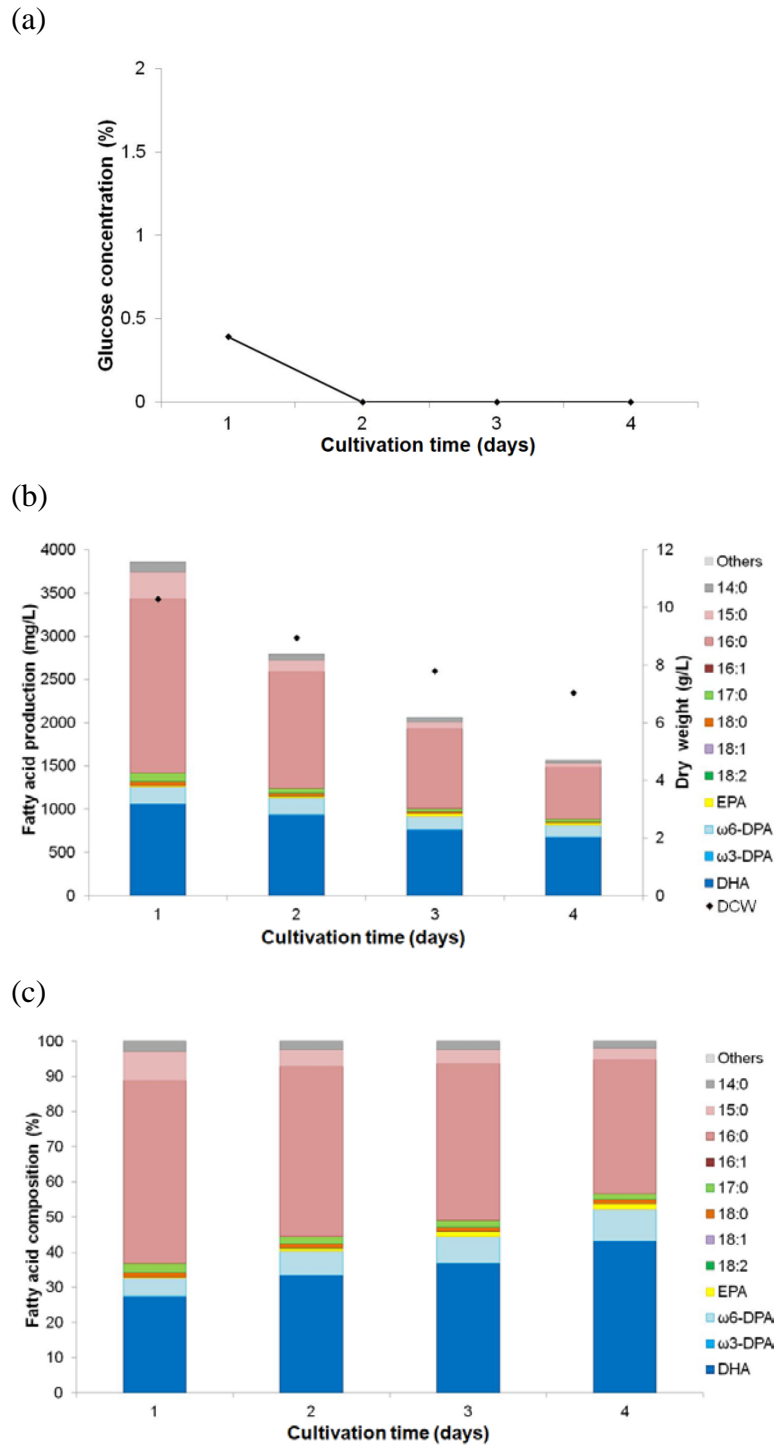 (a)
2
1.5
1
0.5
0
Glucose concentration (%)
1 2 3 4
Cultivation time (days)
(b)
4000
3500
3000
2500
2000
1500
1000
500
0
Fatty acid production (mg/L)
12
10
8
6
4
2
0
Dry weight (g/L)
1 2 3 4
Cultivation time (days)
Others
14:0
15:0
16:0
16:1
17:0
18:0
18:1
18:2
EPA
ω6-DPA
ω3-DPA
DHA
DCW
(c)
100
90
80
70
60
50
40
30
20
10
0
Fatty acid composition (%)
1 2 3 4
Cultivation time (days)
Others
14:0
15:0
16:0
16:1
17:0
18:0
18:1
18:2
EPA
ω6-DPA
ω3-DPA
DHA